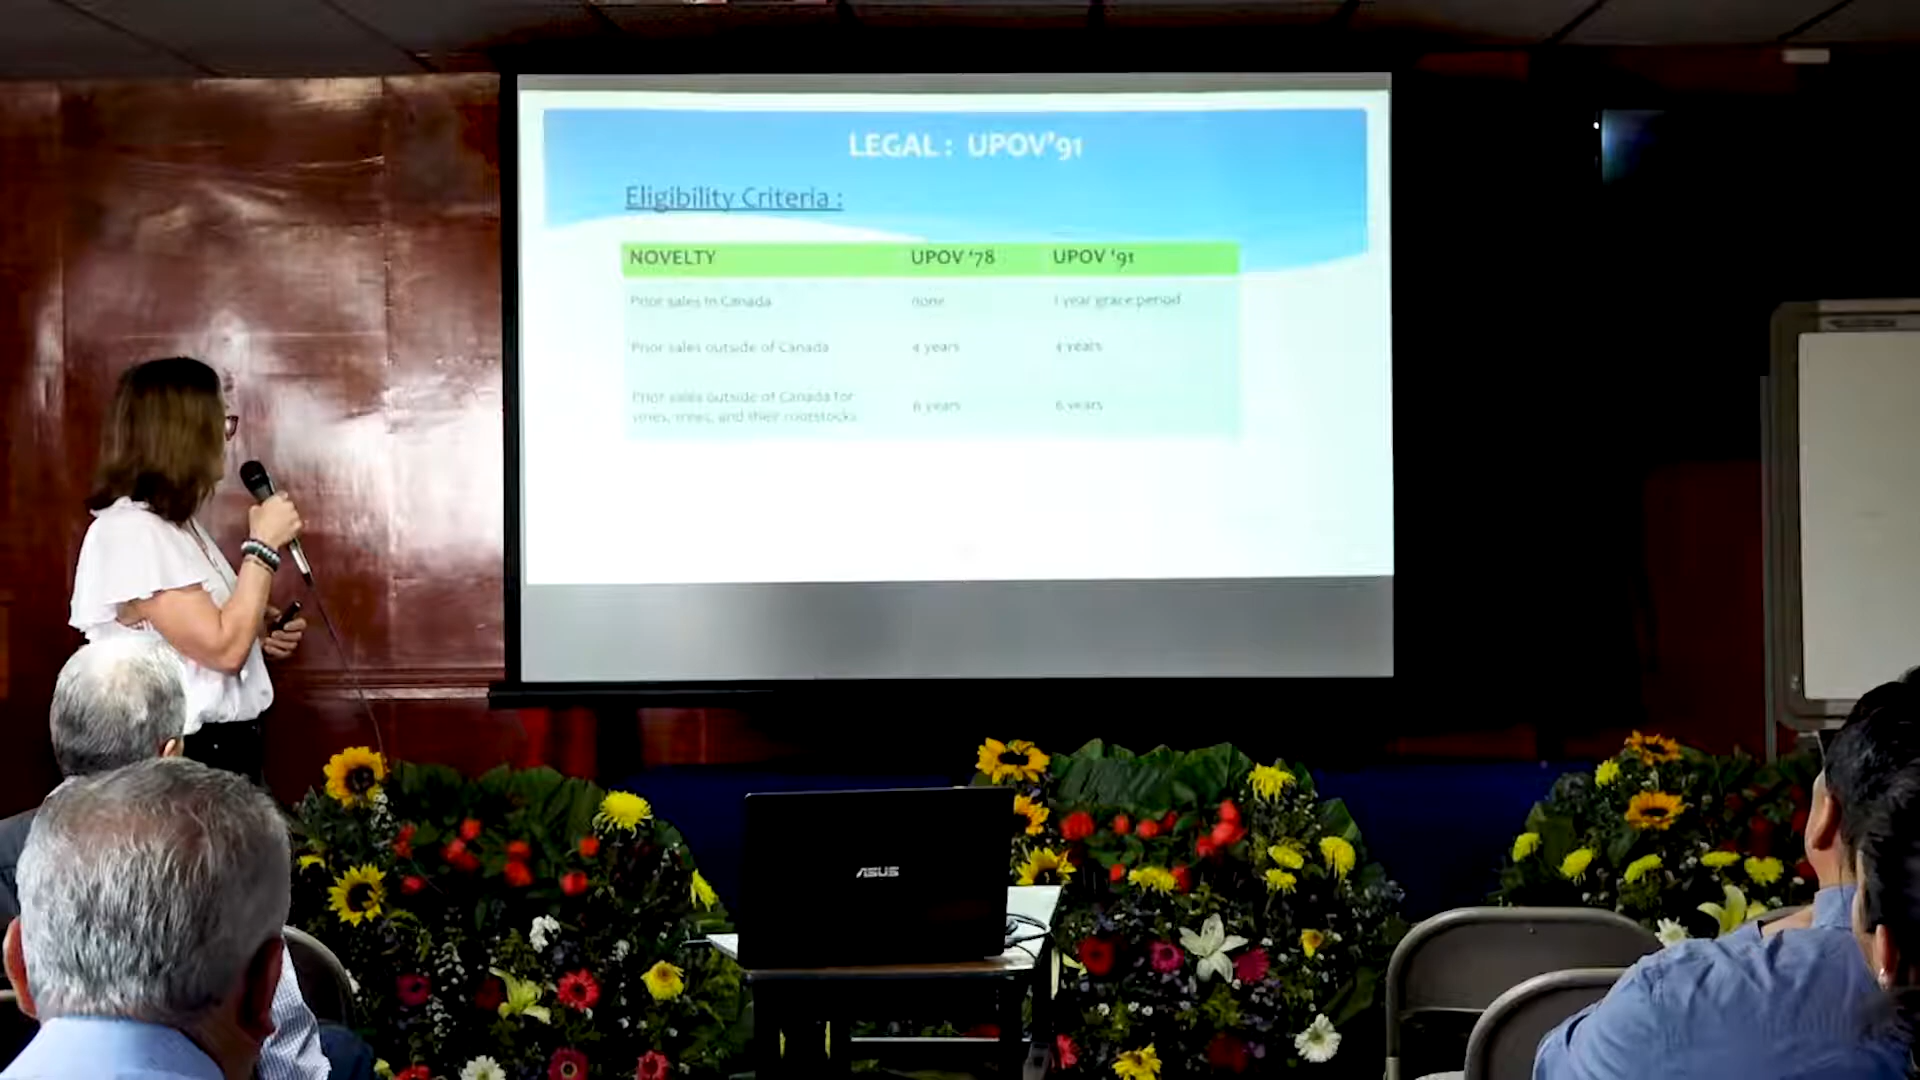 LEGAL : UPOV'91
Eligibility Criteria :
NOVELTY UPOV '78 UPOV '91
Prior sales in Canada none 1 year grace period
Prior sales outside of Canada 4 years 4 years
Prior sales outside of Canada for
vines, trees, and their rootstocks 6 years 6 years
ASUS